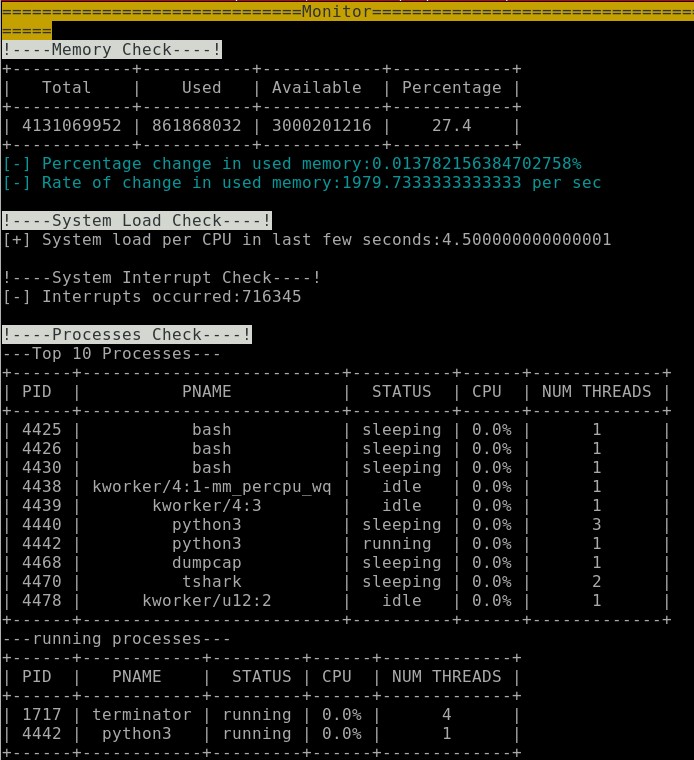 ==============================Monitor================================
=====
!----Memory Check----!
+------------+-----------+------------+------------+
|   Total    |    Used   | Available  | Percentage |
+------------+-----------+------------+------------+
| 4131069952 | 861868032 | 3000201216 |    27.4    |
+------------+-----------+------------+------------+
[-] Percentage change in used memory:0.013782156384702758%
[-] Rate of change in used memory:1979.7333333333333 per sec
!----System Load Check----!
[+] System load per CPU in last few seconds:4.500000000000001
!----System Interrupt Check----!
[-] Interrupts occurred:716345
!----Processes Check----!
---Top 10 Processes---
+------+--------------------------+----------+------+-------------+
| PID  |          PNAME           |  STATUS  | CPU  | NUM THREADS |
+------+--------------------------+----------+------+-------------+
| 4425 |           bash           | sleeping | 0.0% |      1      |
| 4426 |           bash           | sleeping | 0.0% |      1      |
| 4430 |           bash           | sleeping | 0.0% |      1      |
| 4438 | kworker/4:1-mm_percpu_wq |   idle   | 0.0% |      1      |
| 4439 |       kworker/4:3        |   idle   | 0.0% |      1      |
| 4440 |         python3          | sleeping | 0.0% |      3      |
| 4442 |         python3          | running  | 0.0% |      1      |
| 4468 |         dumpcap          | sleeping | 0.0% |      1      |
| 4470 |          tshark          | sleeping | 0.0% |      2      |
| 4478 |      kworker/u12:2       |   idle   | 0.0% |      1      |
+------+--------------------------+----------+------+-------------+
---running processes---
+------+------------+---------+------+-------------+
| PID  |   PNAME    |  STATUS | CPU  | NUM THREADS |
+------+------------+---------+------+-------------+
| 1717 | terminator | running | 0.0% |      4      |
| 4442 |  python3   | running | 0.0% |      1      |
+------+------------+---------+------+-------------+